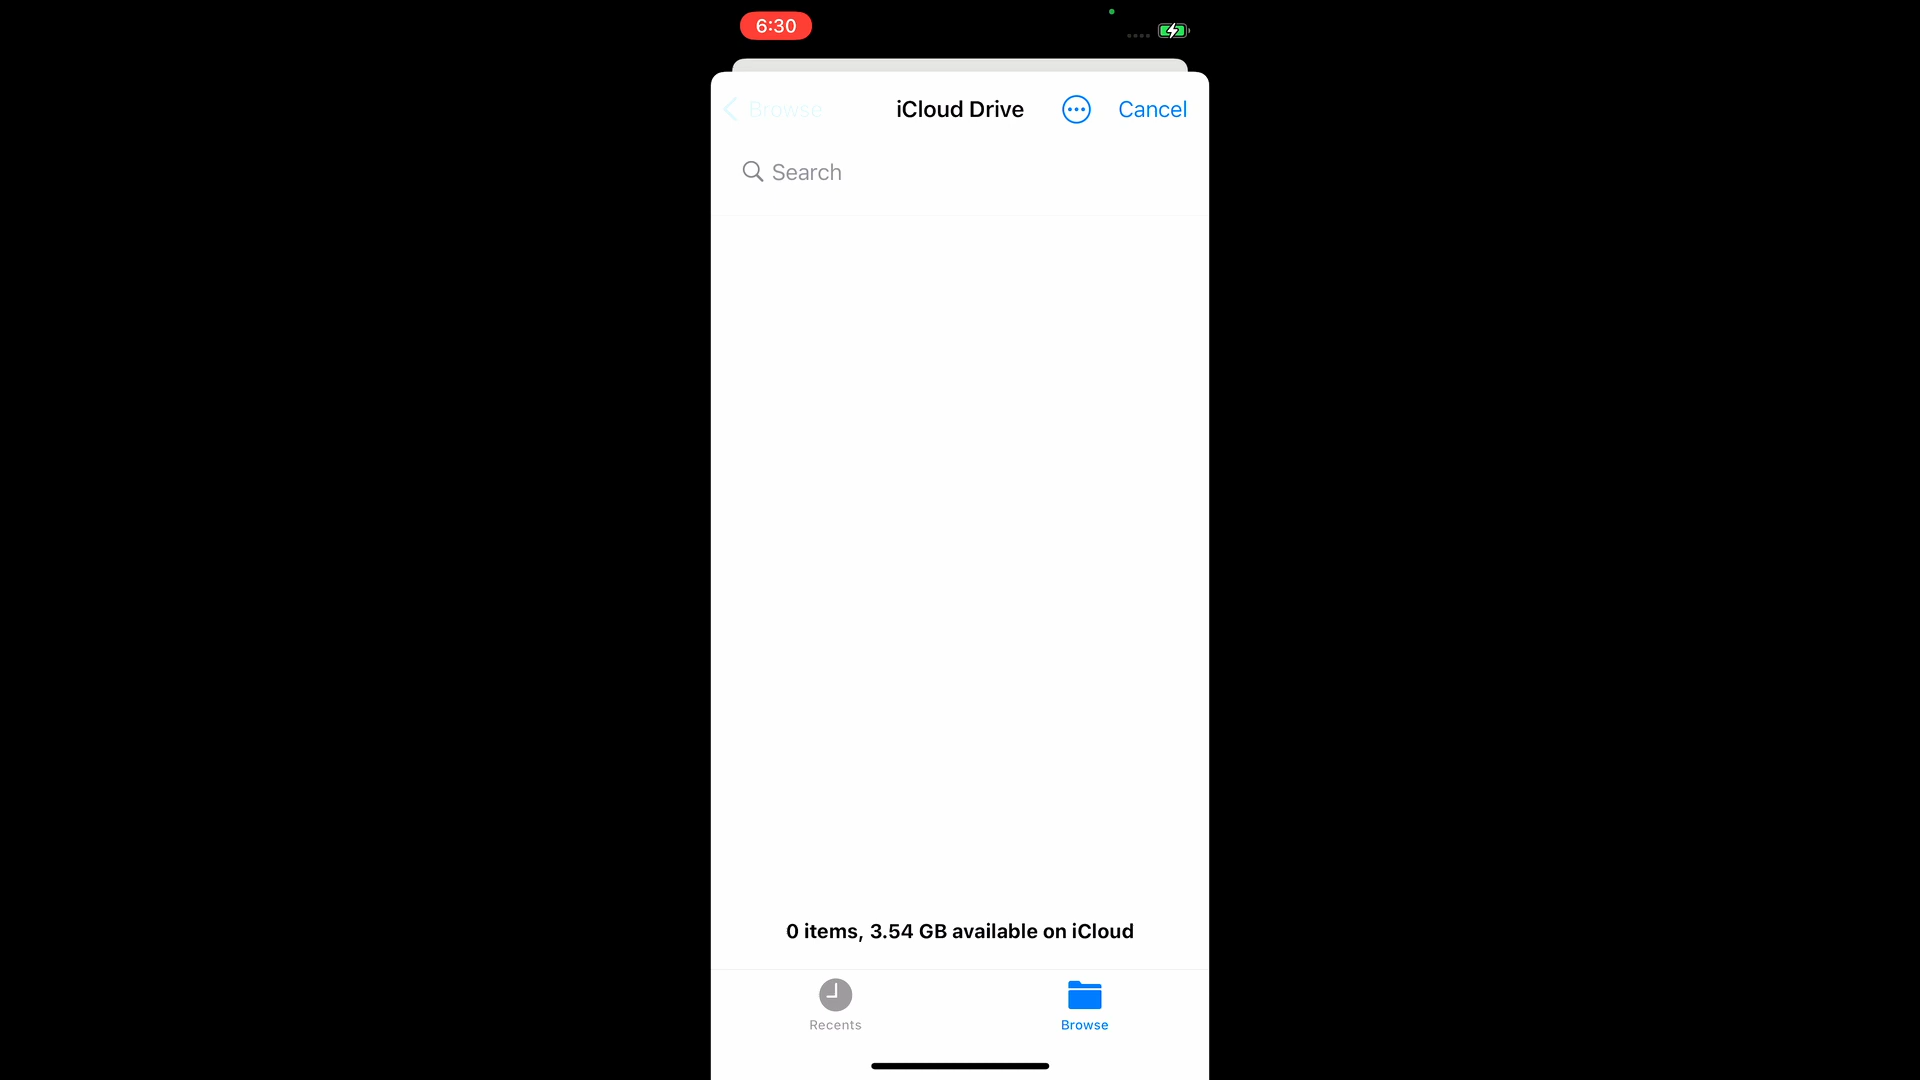 6:30
Browse
iCloud Drive
Cancel
Search
0 items, 3.54 GB available on iCloud
Recents
Browse